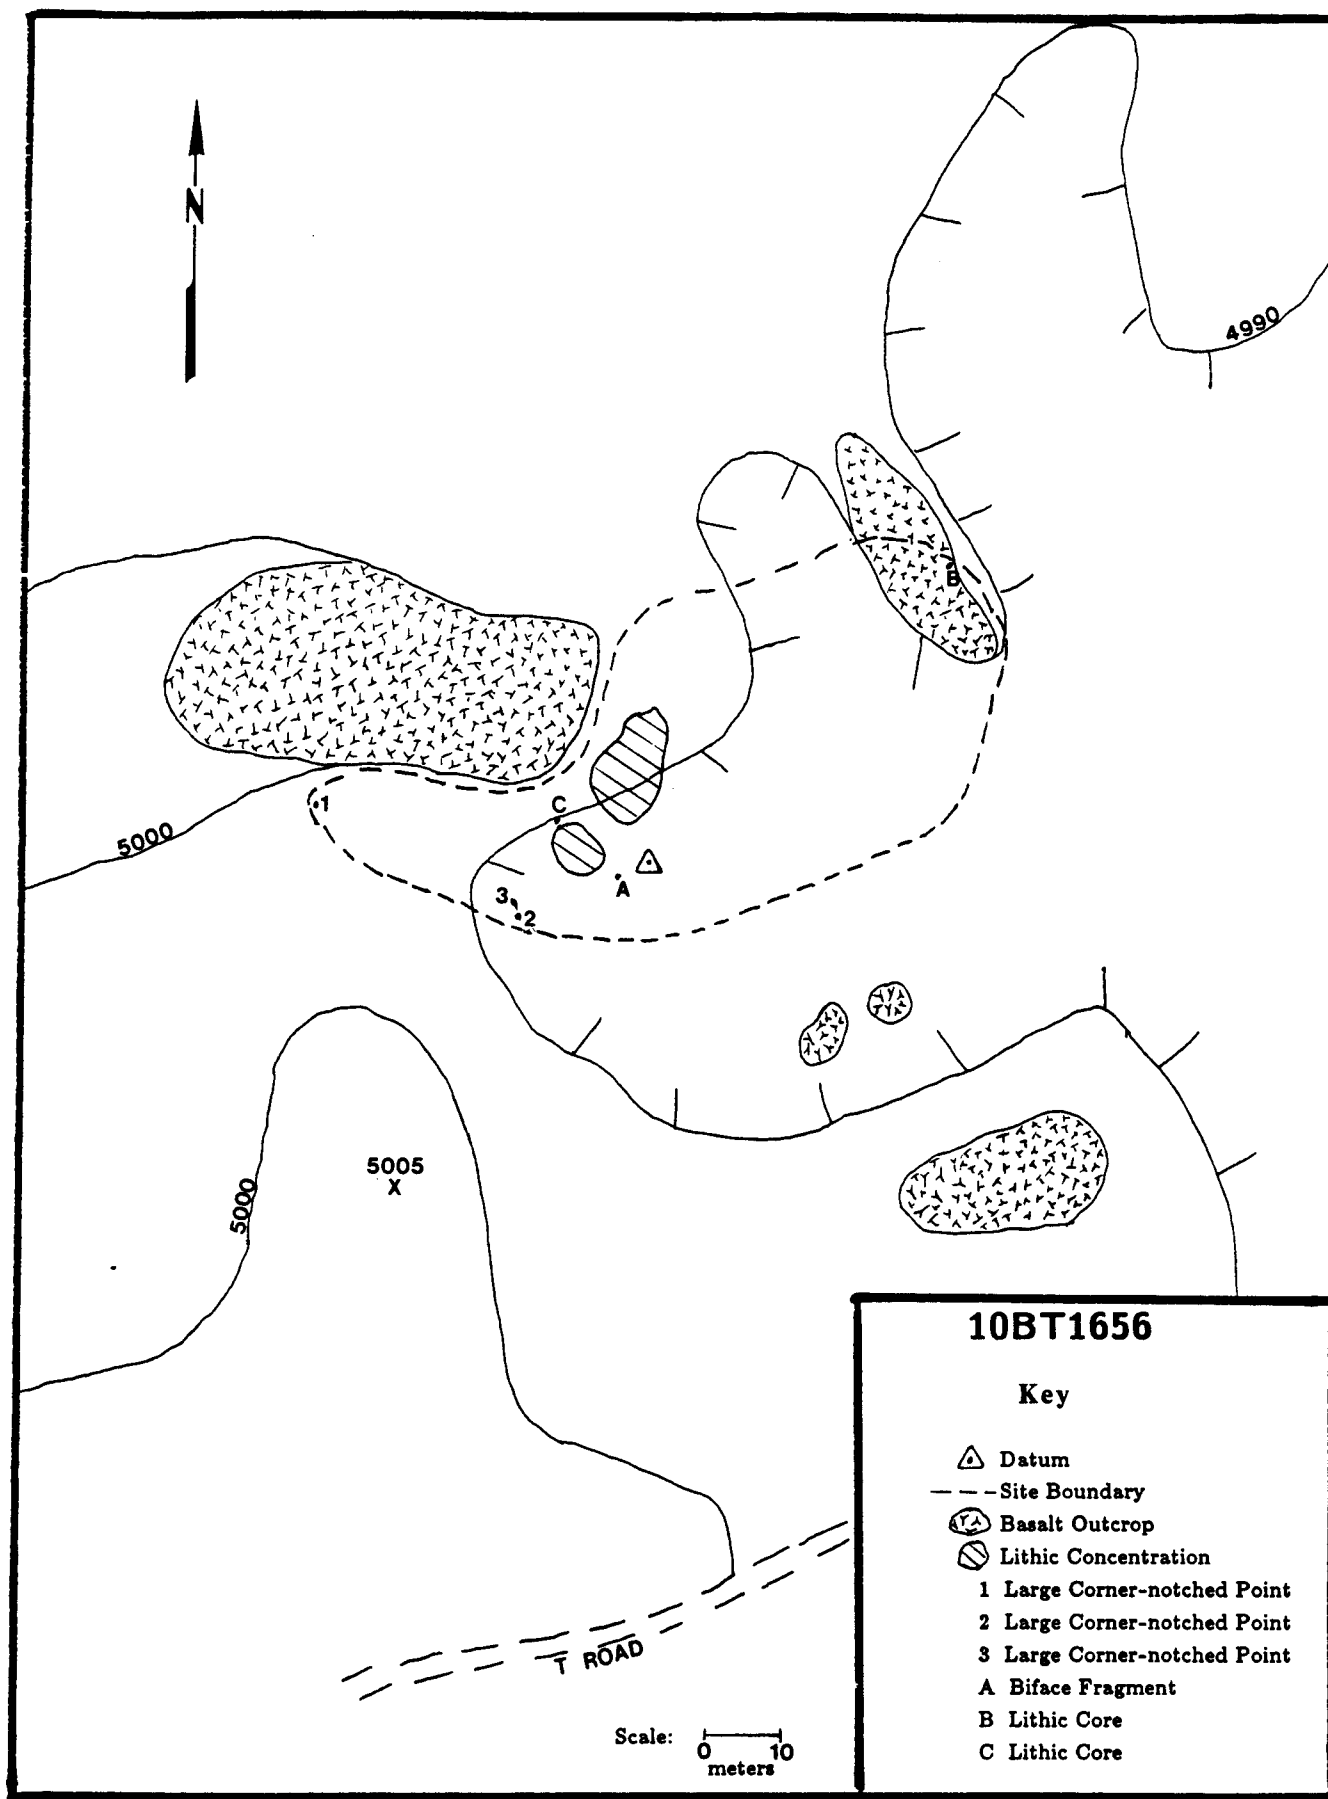 N
4990
B
1
C
5000
A
3
2
5005
X
5000
T ROAD
Scale:
0 10
meters
10BT1656
Key
Datum
Site Boundary
Basalt Outcrop
Lithic Concentration
1 Large Corner-notched Point
2 Large Corner-notched Point
3 Large Corner-notched Point
A Biface Fragment
B Lithic Core
C Lithic Core